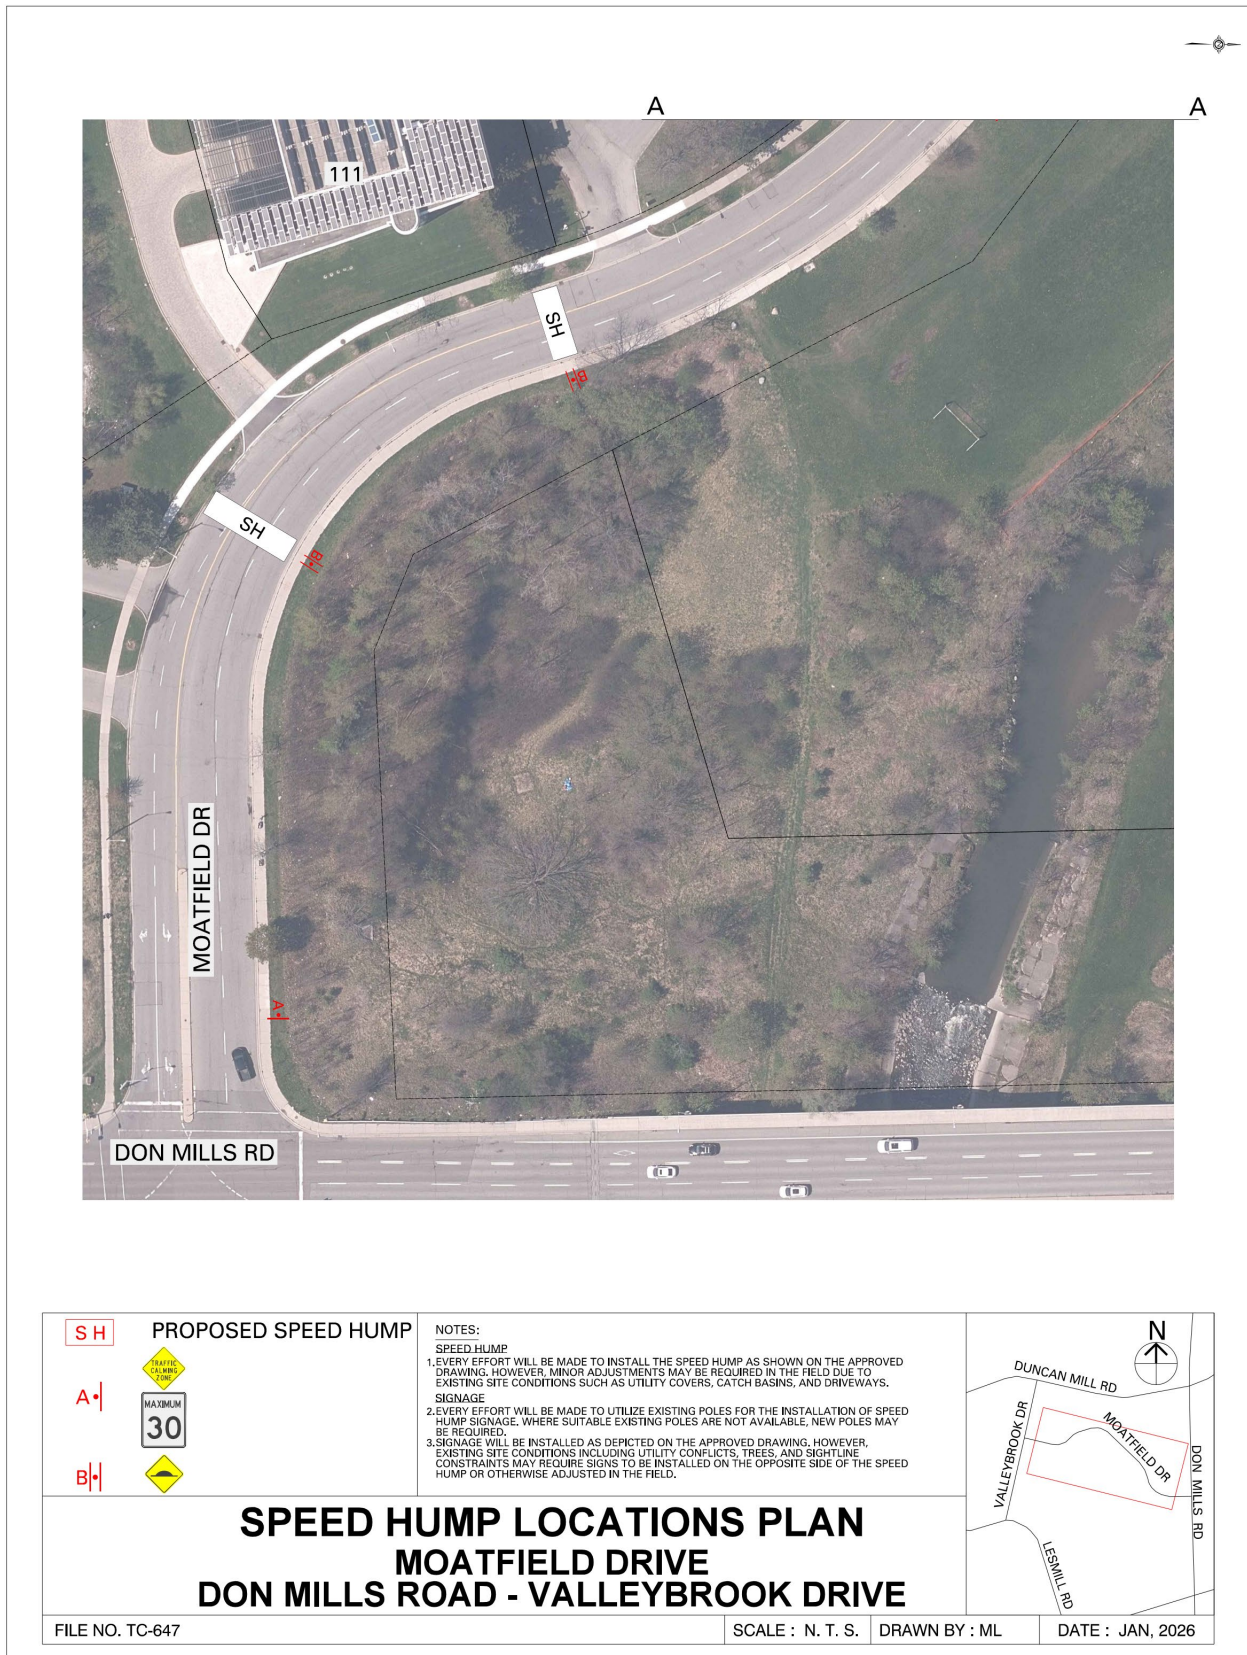 A
A
111
SH
B
SH
B
MOATFIELD DR
A
DON MILLS RD
S H
PROPOSED SPEED HUMP
TRAFFIC
CALMING
ZONE
A
MAXIMUM
30
B
NOTES:
SPEED HUMP
1. EVERY EFFORT WILL BE MADE TO INSTALL THE SPEED HUMP AS SHOWN ON THE APPROVED
DRAWING. HOWEVER, MINOR ADJUSTMENTS MAY BE REQUIRED IN THE FIELD DUE TO
EXISTING SITE CONDITIONS SUCH AS UTILITY COVERS, CATCH BASINS, AND DRIVEWAYS.
SIGNAGE
2. EVERY EFFORT WILL BE MADE TO UTILIZE EXISTING POLES FOR THE INSTALLATION OF SPEED
HUMP SIGNAGE. WHERE SUITABLE EXISTING POLES ARE NOT AVAILABLE, NEW POLES MAY
BE REQUIRED.
3. SIGNAGE WILL BE INSTALLED AS DEPICTED ON THE APPROVED DRAWING. HOWEVER,
EXISTING SITE CONDITIONS INCLUDING UTILITY CONFLICTS, TREES, AND SIGHTLINE
CONSTRAINTS MAY REQUIRE SIGNS TO BE INSTALLED ON THE OPPOSITE SIDE OF THE SPEED
HUMP OR OTHERWISE ADJUSTED IN THE FIELD.
N
DUNCAN MILL RD
VALLEYBROOK DR
MOATFIELD DR
DON MILLS RD
LESMILL RD
SPEED HUMP LOCATIONS PLAN
MOATFIELD DRIVE
DON MILLS ROAD - VALLEYBROOK DRIVE
FILE NO. TC-647
SCALE : N. T. S.
DRAWN BY : ML
DATE : JAN, 2026